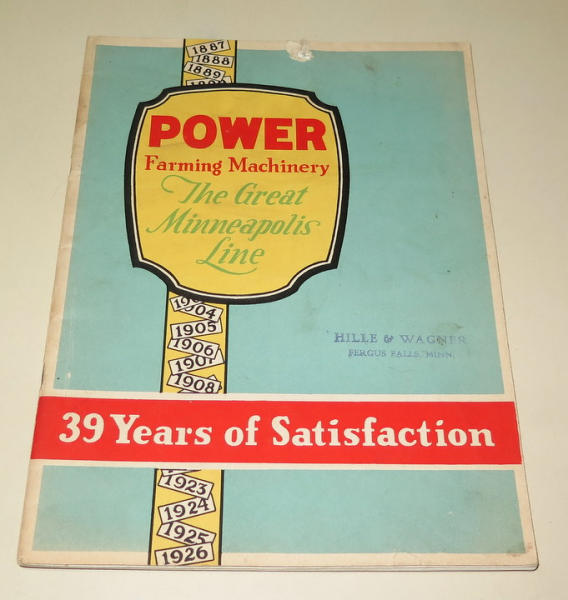 1887
1888
1889
POWER
Farming Machinery
The Great
Minneapolis
Line
1904
1905
1906
1907
1908
HILLE & WAGNER
FERGUS FALLS, MINN.
39 Years of Satisfaction
1923
1924
1925
1926